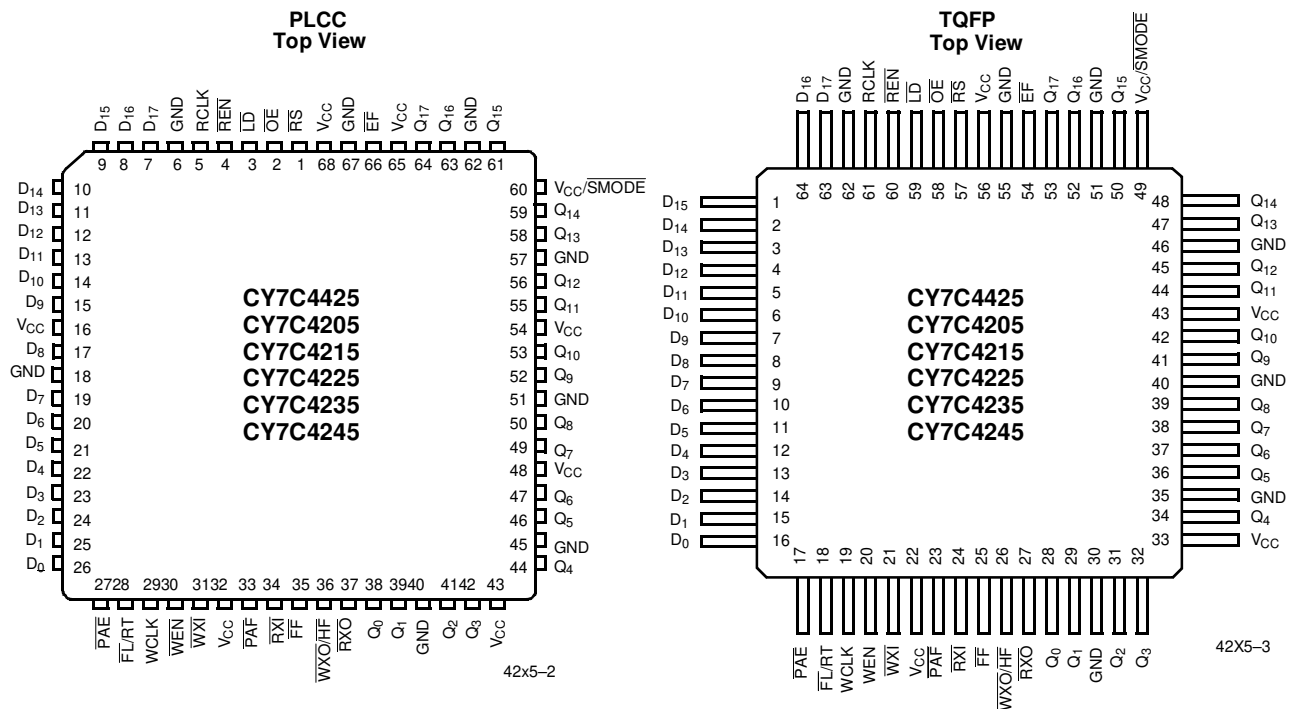 PLCC
Top View
D15 D16 D17 GND RCLK REN LD OE RS VCC GND EF VCC Q17 Q16 GND Q15
9 8 7 6 5 4 3 2 1 68 67 66 65 64 63 62 61
D14 10
D13 11
D12 12
D11 13
D10 14
D9 15
VCC 16
D8 17
GND 18
D7 19
D6 20
D5 21
D4 22
D3 23
D2 24
D1 25
D0 26
CY7C4425
CY7C4205
CY7C4215
CY7C4225
CY7C4235
CY7C4245
60 VCC/SMODE
59 Q14
58 Q13
57 GND
56 Q12
55 Q11
54 VCC
53 Q10
52 Q9
51 GND
50 Q8
49 Q7
48 VCC
47 Q6
46 Q5
45 GND
44 Q4
27 28 29 30 31 32 33 34 35 36 37 38 39 40 41 42 43
PAE FL/RT WCLK WEN WXI VCC PAF RXI FF WXO/HF RXO Q0 Q1 GND Q2 Q3 VCC
42x5–2
TQFP
Top View
D16 D17 GND RCLK REN LD OE RS VCC GND EF Q17 Q16 GND Q15 VCC/SMODE
64 63 62 61 60 59 58 57 56 55 54 53 52 51 50 49
D15 1
D14 2
D13 3
D12 4
D11 5
D10 6
D9 7
D8 8
D7 9
D6 10
D5 11
D4 12
D3 13
D2 14
D1 15
D0 16
CY7C4425
CY7C4205
CY7C4215
CY7C4225
CY7C4235
CY7C4245
48 Q14
47 Q13
46 GND
45 Q12
44 Q11
43 VCC
42 Q10
41 Q9
40 GND
39 Q8
38 Q7
37 Q6
36 Q5
35 GND
34 Q4
33 VCC
17 18 19 20 21 22 23 24 25 26 27 28 29 30 31 32
PAE FL/RT WCLK WEN WXI VCC PAF RXI FF WXO/HF RXO Q0 Q1 GND Q2 Q3
42X5–3